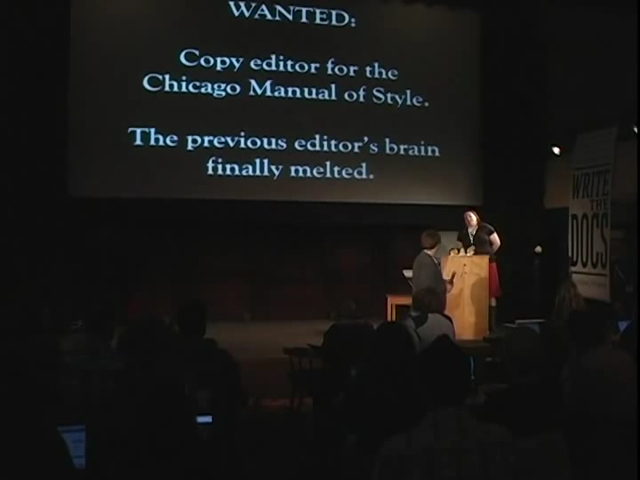 WANTED:
Copy editor for the
Chicago Manual of Style.
The previous editor's brain
finally melted.
WRITE
THE
DOCS